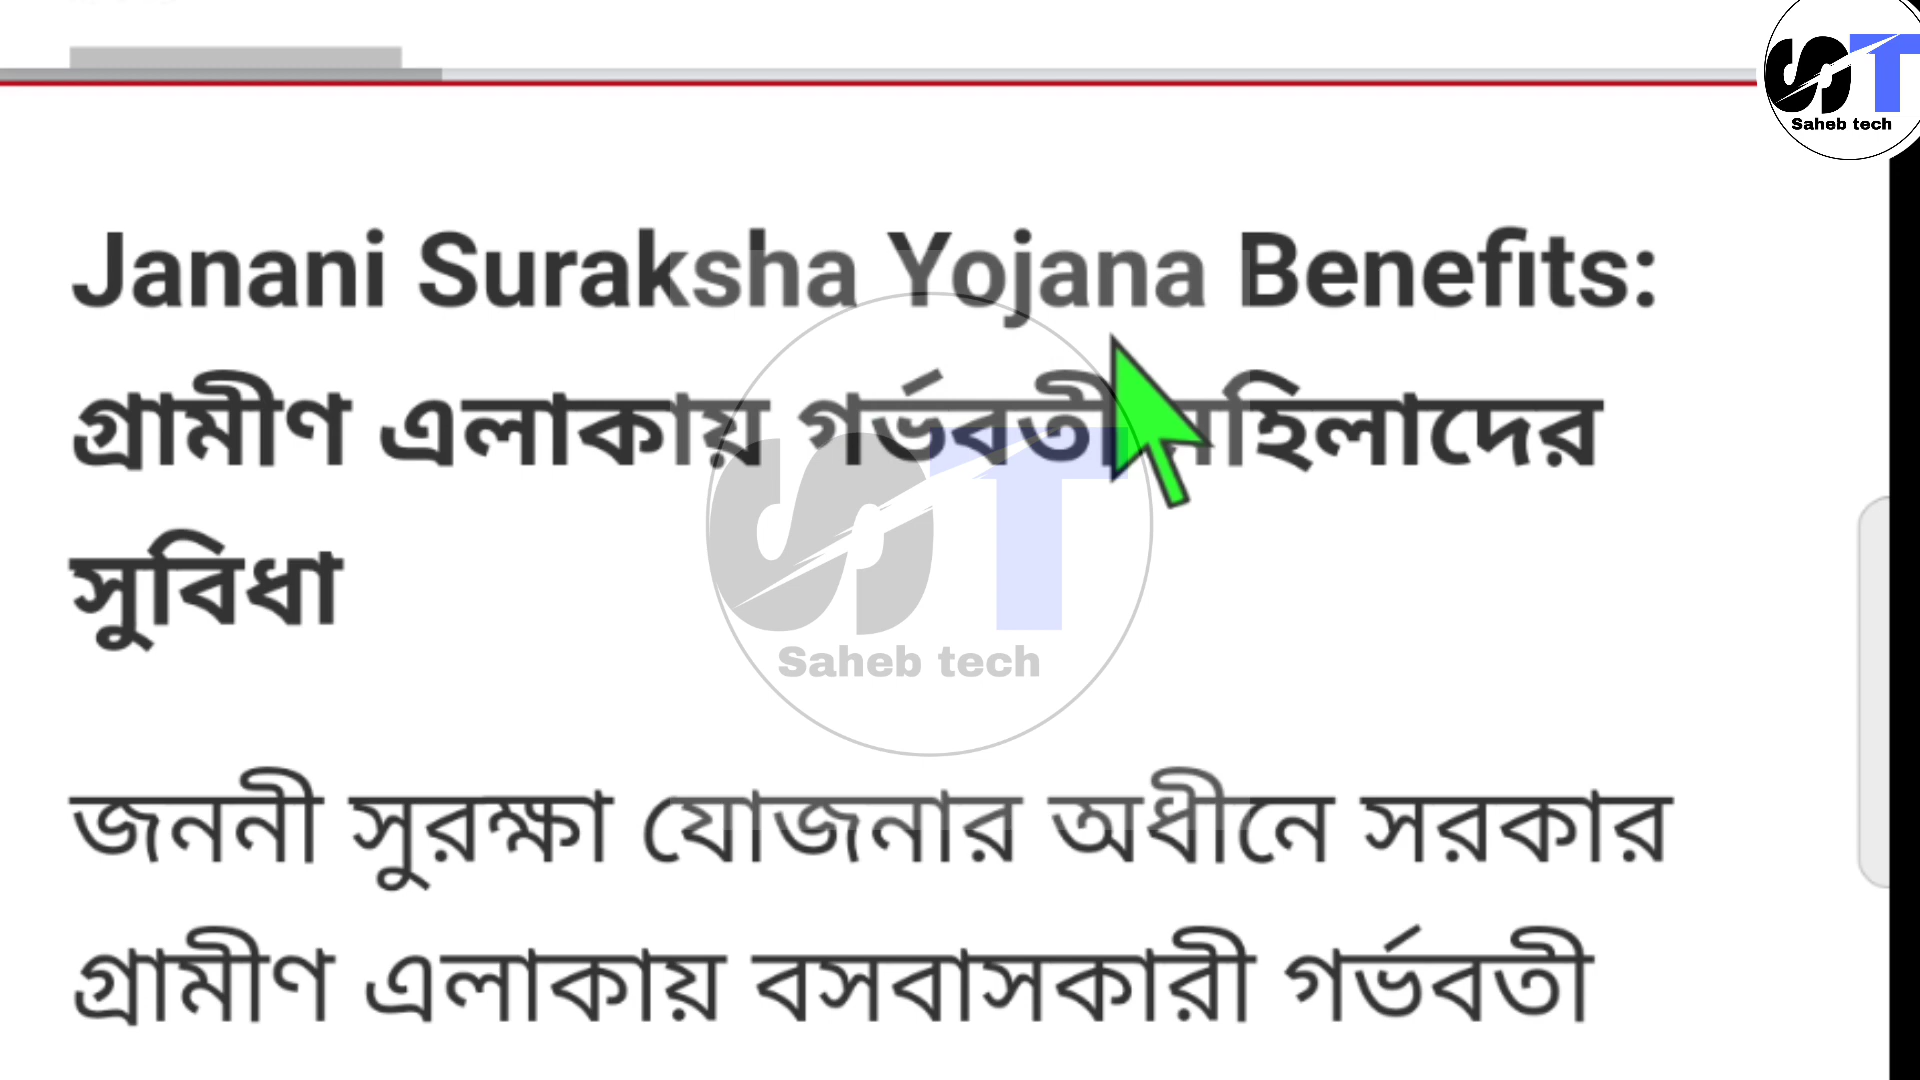 Saheb tech
Janani Suraksha Yojana Benefits:
গ্রামীণ এলাকায় গর্ভবতী মহিলাদের
সুবিধা
Saheb tech
জননী সুরক্ষা যোজনার অধীনে সরকার
গ্রামীণ এলাকায় বসবাসকারী গর্ভবতী